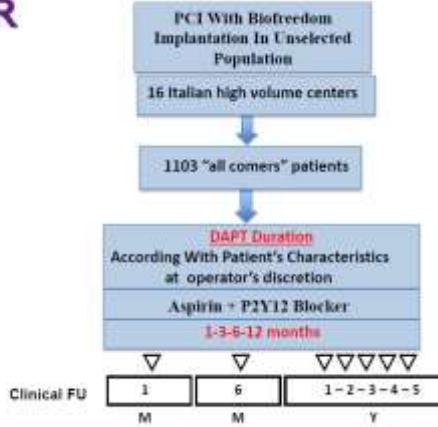 R
PCI With Biofreedom
Implantation In Unselected
Population
16 Italian high volume centers
1103 "all comers" patients
DAPT Duration
According With Patient's Characteristics
at operator's discretion
Aspirin + P2Y12 Blocker
1-3-6-12 months
Clinical FU
1
6
1 – 2 – 3 – 4 – 5
M
M
Y